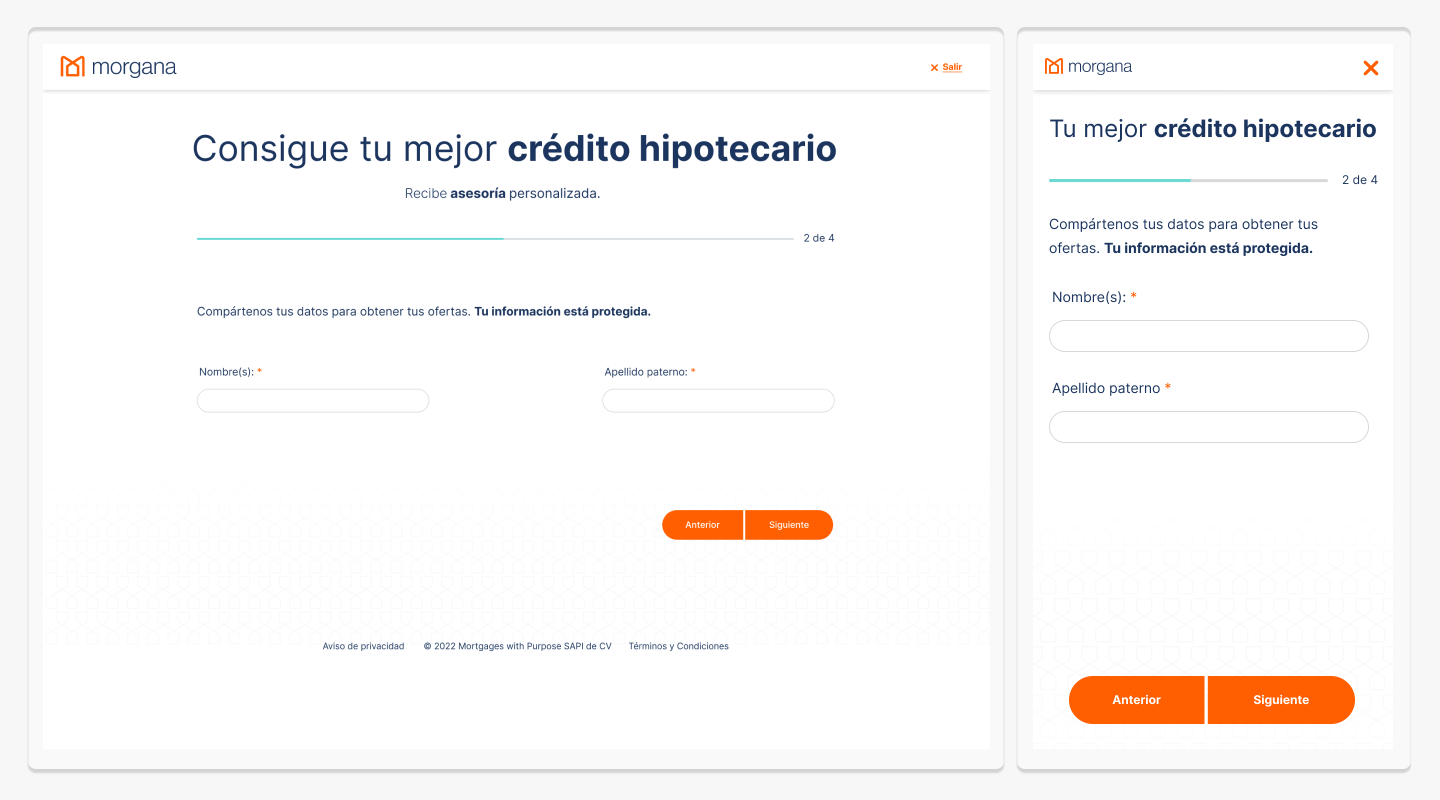 morgana
Salir
Consigue tu mejor crédito hipotecario
Recibe asesoría personalizada.
2 de 4
Compártenos tus datos para obtener tus ofertas. Tu información está protegida.
Nombre(s): *
Apellido paterno: *
Anterior
Siguiente
Aviso de privacidad
© 2022 Mortgages with Purpose SAPI de CV
Términos y Condiciones
morgana
Tu mejor crédito hipotecario
2 de 4
Compártenos tus datos para obtener tus
ofertas. Tu información está protegida.
Nombre(s): *
Apellido paterno *
Anterior
Siguiente